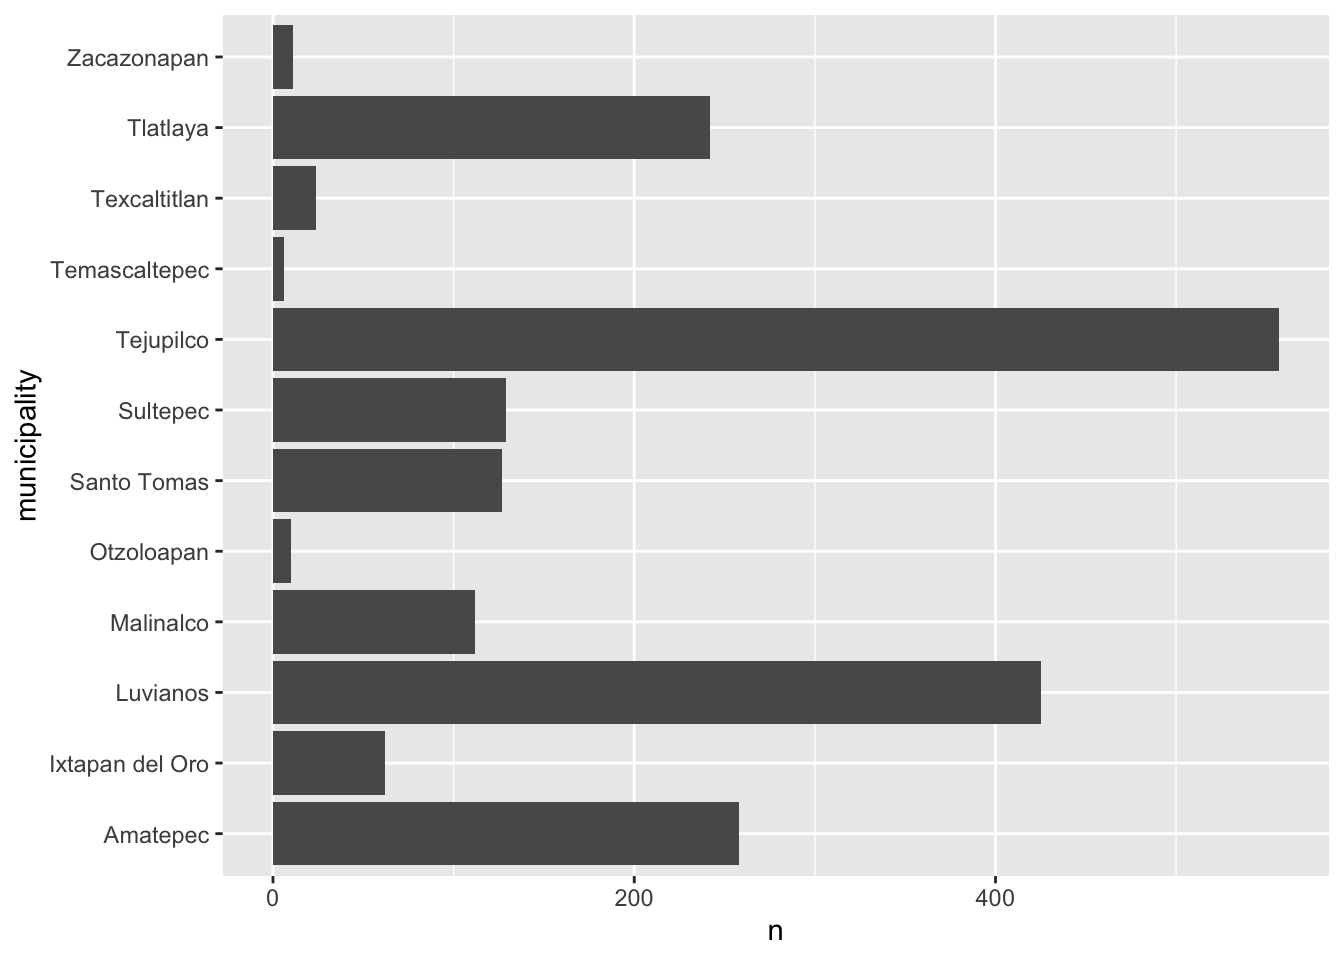 Zacazonapan
Tlatlaya
Texcaltitlan
Temascaltepec
Tejupilco
Sultepec
Santo Tomas
Otzoloapan
Malinalco
Luvianos
Ixtapan del Oro
Amatepec
municipality
0 200 400
n